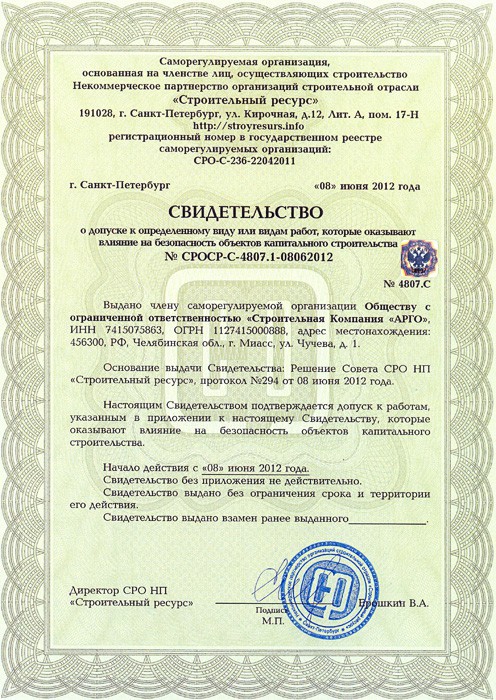 Саморегулируемая организация,
основанная на членстве лиц, осуществляющих строительство
Некоммерческое партнерство организаций строительной отрасли
«Строительный ресурс»
191028, г. Санкт-Петербург, ул. Кирочная, д.12, Лит. А, пом. 17-Н
http://stroyresurs.info
регистрационный номер в государственном реестре
саморегулируемых организаций:
СРО-С-236-22042011
г. Санкт-Петербург «08» июня 2012 года
СВИДЕТЕЛЬСТВО
о допуске к определенному виду или видам работ, которые оказывают
влияние на безопасность объектов капитального строительства
№ СРОСР-С-4807.1-08062012
№ 4807.С
Выдано члену саморегулируемой организации Обществу с
ограниченной ответственностью «Строительная Компания «АРГО»,
ИНН 7415075863, ОГРН 1127415000888, адрес местонахождения:
456300, РФ, Челябинская обл., г. Миасс, ул. Чучева, д. 1.
Основание выдачи Свидетельства: Решение Совета СРО НП
«Строительный ресурс», протокол №294 от 08 июня 2012 года.
Настоящим Свидетельством подтверждается допуск к работам,
указанным в приложении к настоящему Свидетельству, которые
оказывают влияние на безопасность объектов капитального
строительства.
Начало действия с «08» июня 2012 года.
Свидетельство без приложения не действительно.
Свидетельство выдано без ограничения срока и территории
его действия.
Свидетельство выдано взамен ранее выданного____________.
Директор СРО НП
«Строительный ресурс» Ерошкин В.А.
Подпись
М.П.